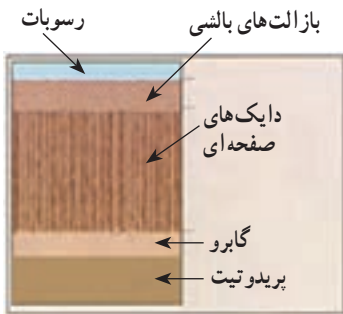 رسوبات
بازالت‌های بالشی
دایک‌های
صفحه‌ای
گابرو
پریدوتیت